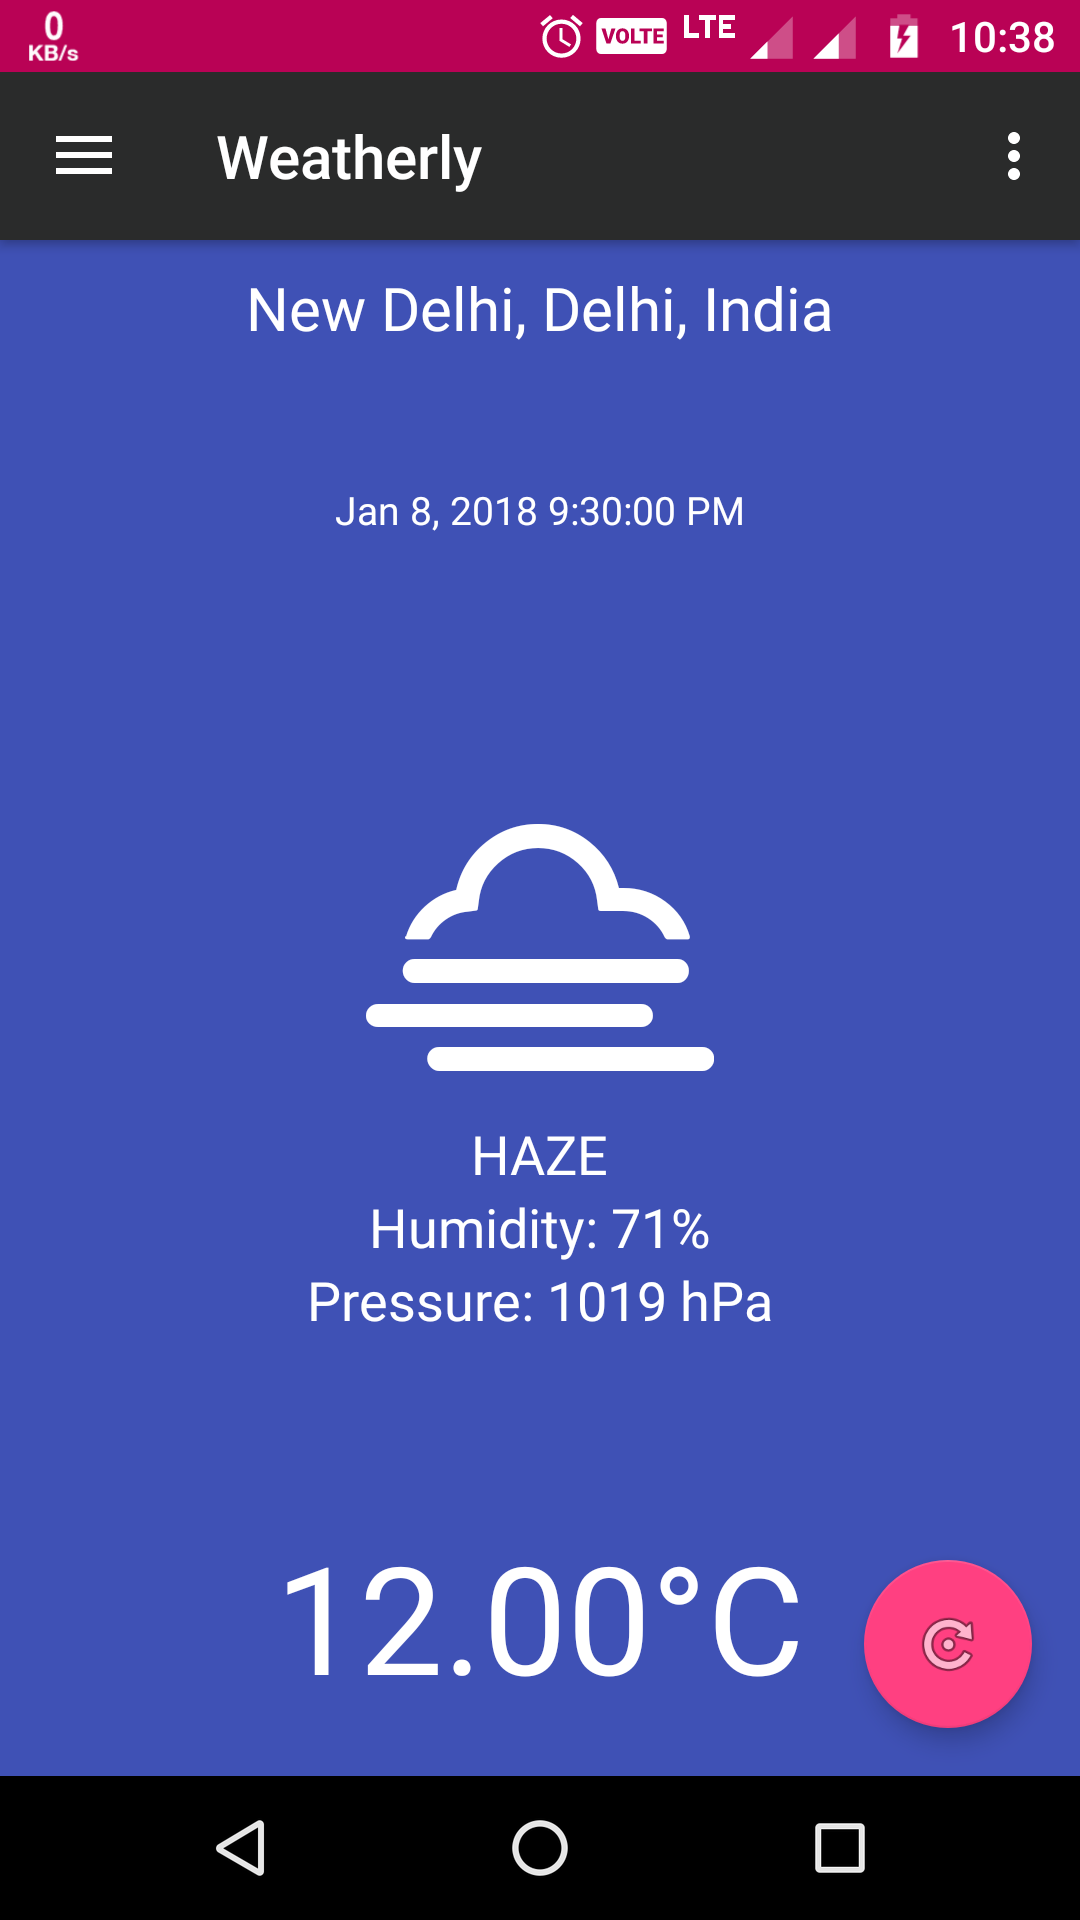 0
KB/s
VOLTE LTE 10:38
Weatherly
New Delhi, Delhi, India
Jan 8, 2018 9:30:00 PM
HAZE
Humidity: 71%
Pressure: 1019 hPa
12.00°C